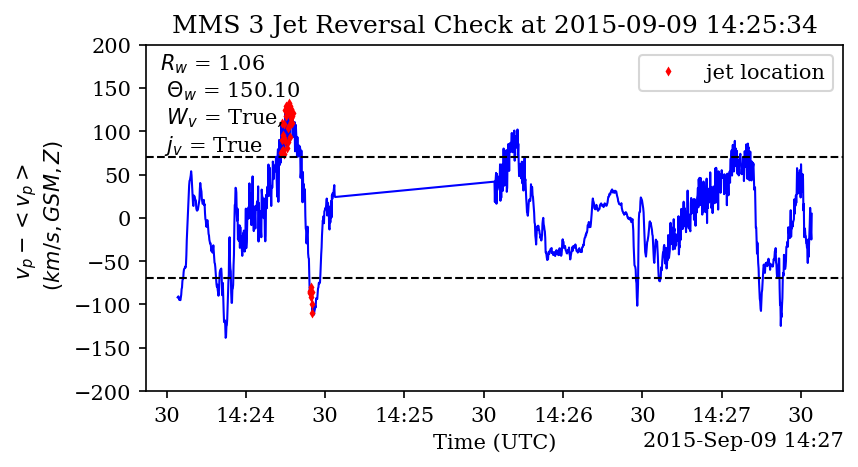 MMS 3 Jet Reversal Check at 2015-09-09 14:25:34
R_w = 1.06
Θ_w = 150.10
W_v = True,
j_v = True
jet location
v_p − <v_p>
(km/s, GSM, Z)
200
150
100
50
0
−50
−100
−150
−200
30 14:24 30 14:25 30 14:26 30 14:27 30
Time (UTC)
2015-Sep-09 14:27